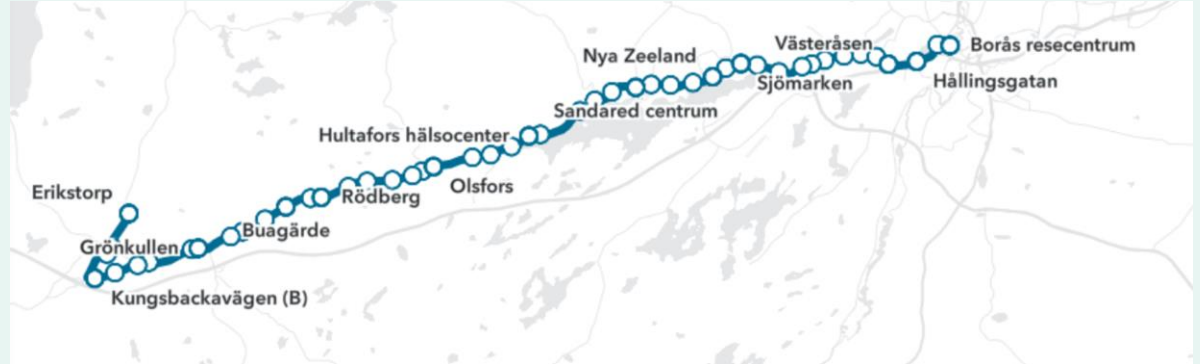 Nya Zeeland
Västeråsen
Borås resecentrum
Sjömarken
Hållingsgatan
Sandared centrum
Hultafors hälsocenter
Olsfors
Erikstorp
Rödberg
Buagärde
Grönkullen
Kungsbackavägen (B)